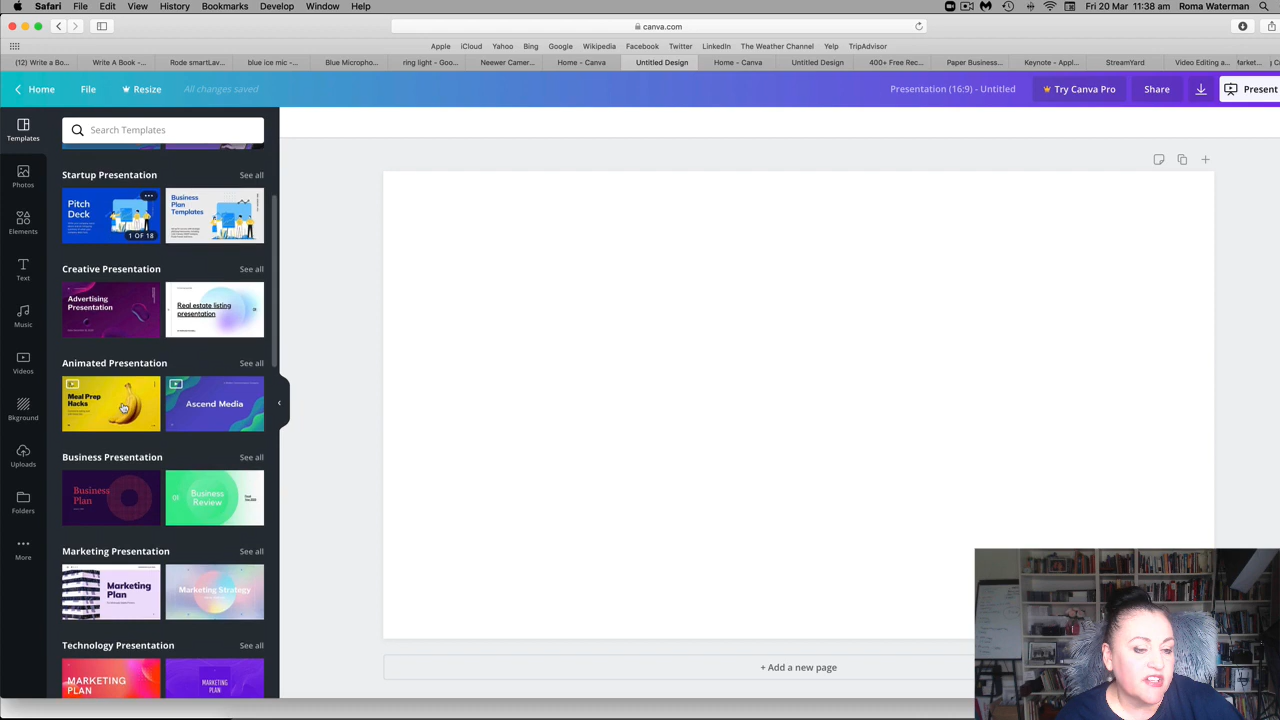 Safari File Edit View History Bookmarks Develop Window Help Fri 20 Mar 11:38 am Roma Waterman
canva.com
Apple iCloud Yahoo Bing Google Wikipedia Facebook Twitter LinkedIn The Weather Channel Yelp TripAdvisor
(12) Write a Bo... Write A Book –... Rode smartLav... blue ice mic -... Blue Micropho... ring light - Goo... Neewer Camer... Home - Canva Untitled Design Home - Canva Untitled Design 400+ Free Rec... Paper Business... Keynote - Appl... StreamYard Video Editing a...
Home File Resize All changes saved Presentation (16:9) - Untitled Try Canva Pro Share Present
Templates
Search Templates
Photos
Startup Presentation See all
Pitch Deck
1 OF 18
Business Plan Templates
Elements
Text
Creative Presentation See all
Advertising Presentation
Real estate listing presentation
Music
Videos
Animated Presentation See all
Meal Prep Hacks
Ascend Media
Bkground
Uploads
Business Presentation See all
Business Plan
Business Review
Folders
More
Marketing Presentation See all
Marketing Plan
Marketing Strategy
Technology Presentation See all
MARKETING PLAN
MARKETING PLAN
+ Add a new page